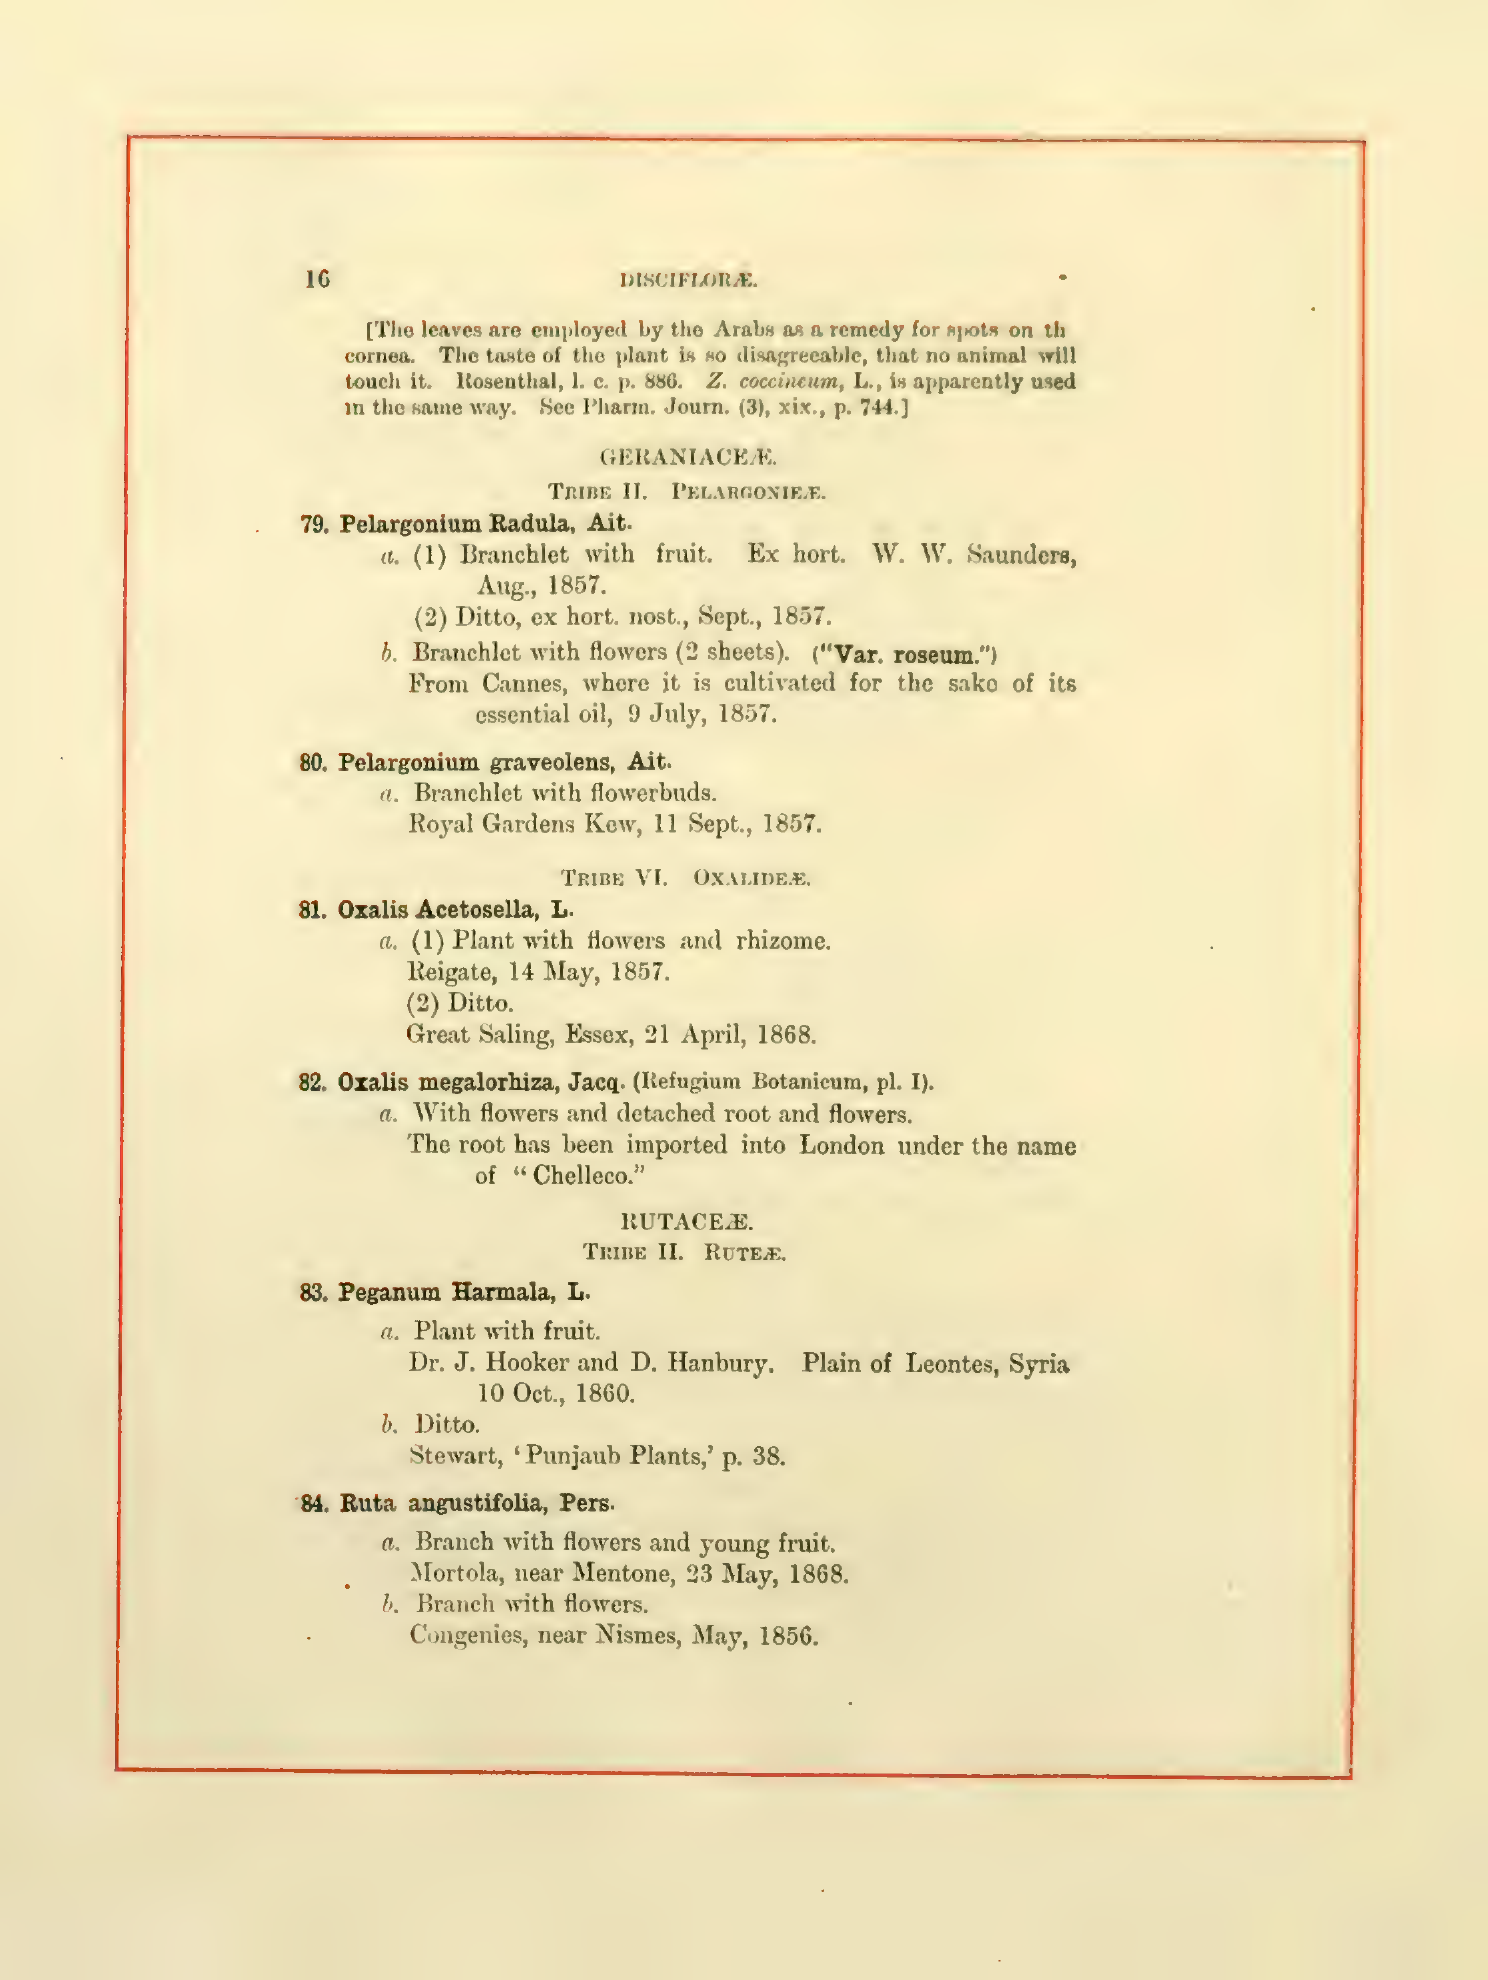 16 DISCIFLORÆ.
[The leaves are employed by the Arabs as a remedy for spots on th
cornea. The taste of the plant is so disagreeable, that no animal will
touch it. Rosenthal, l. c. p. 886. Z. coccineum, L., is apparently used
in the same way. See Pharm. Journ. (3), xix., p. 744.]
GERANIACEÆ.
TRIBE II. PELARGONIEÆ.
79. Pelargonium Radula, Ait.
a. (1) Branchlet with fruit. Ex hort. W. W. Saunders,
Aug., 1857.
(2) Ditto, ex hort. nost., Sept., 1857.
b. Branchlet with flowers (2 sheets). ("Var. roseum.")
From Cannes, where it is cultivated for the sake of its
essential oil, 9 July, 1857.
80. Pelargonium graveolens, Ait.
a. Branchlet with flowerbuds.
Royal Gardens Kew, 11 Sept., 1857.
TRIBE VI. OXALIDEÆ.
81. Oxalis Acetosella, L.
a. (1) Plant with flowers and rhizome.
Reigate, 14 May, 1857.
(2) Ditto.
Great Saling, Essex, 21 April, 1868.
82. Oxalis megalorhiza, Jacq. (Refugium Botanicum, pl. I).
a. With flowers and detached root and flowers.
The root has been imported into London under the name
of "Chelleco."
RUTACEÆ.
TRIBE II. RUTEÆ.
83. Peganum Harmala, L.
a. Plant with fruit.
Dr. J. Hooker and D. Hanbury. Plain of Leontes, Syria
10 Oct., 1860.
b. Ditto.
Stewart, 'Punjaub Plants,' p. 38.
84. Ruta angustifolia, Pers.
a. Branch with flowers and young fruit.
Mortola, near Mentone, 23 May, 1868.
b. Branch with flowers.
Congenies, near Nismes, May, 1856.